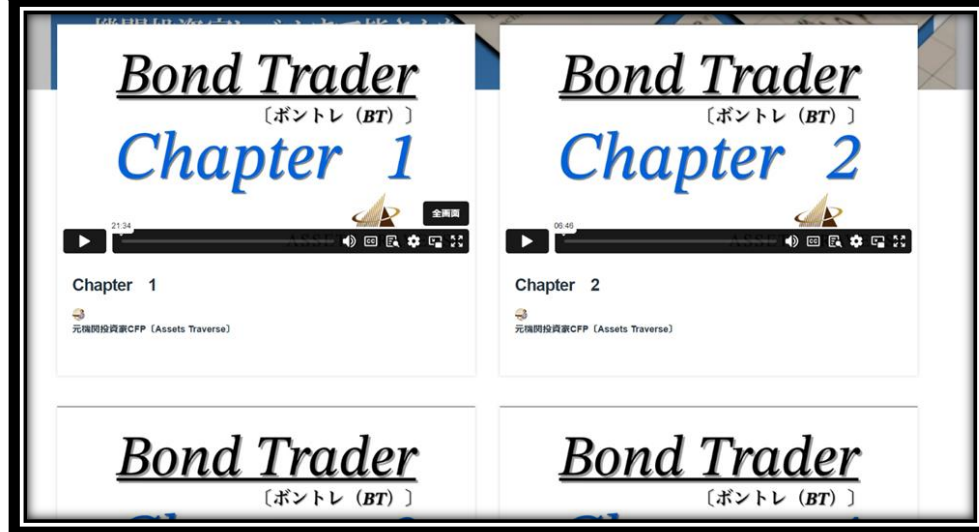 Bond Trader
〔ボントレ（BT）〕
Chapter 1
全画面
21:34
ASSET
Chapter 1
元機関投資家CFP〔Assets Traverse〕
Bond Trader
〔ボントレ（BT）〕
Chapter 2
06:46
ASSET
Chapter 2
元機関投資家CFP〔Assets Traverse〕
Bond Trader
〔ボントレ（BT）〕
Bond Trader
〔ボントレ（BT）〕